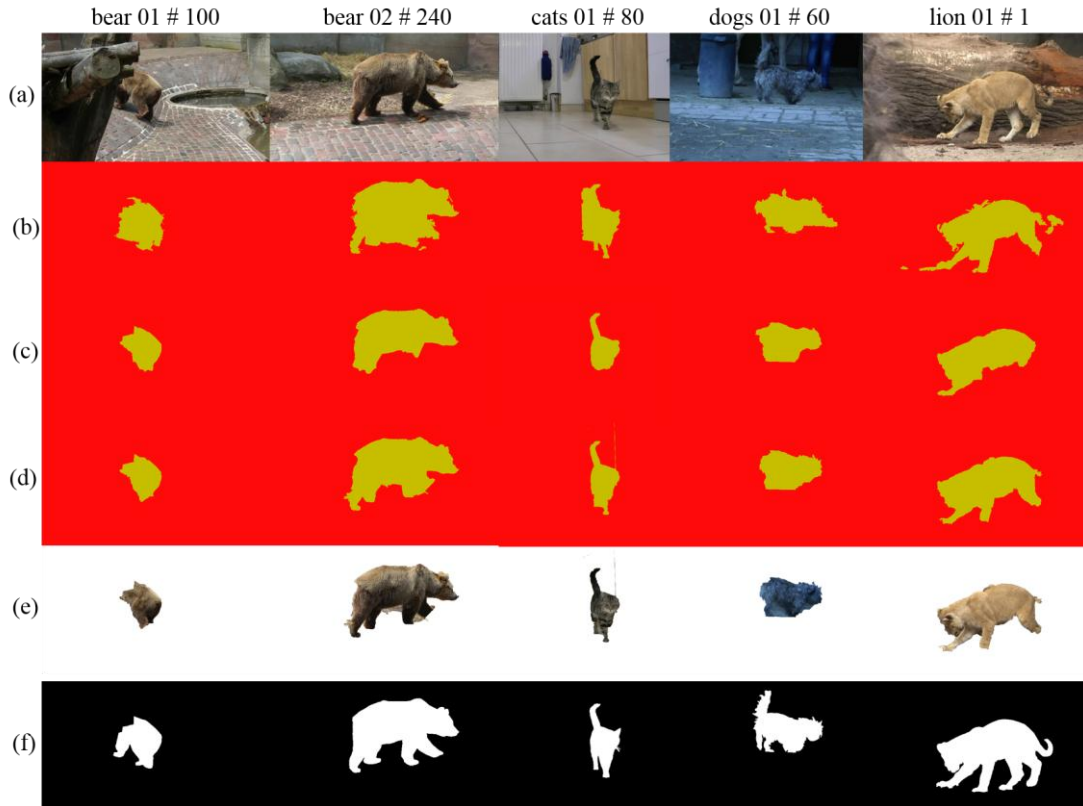 bear 01 # 100 bear 02 # 240 cats 01 # 80 dogs 01 # 60 lion 01 # 1
(a)
(b)
(c)
(d)
(e)
(f)